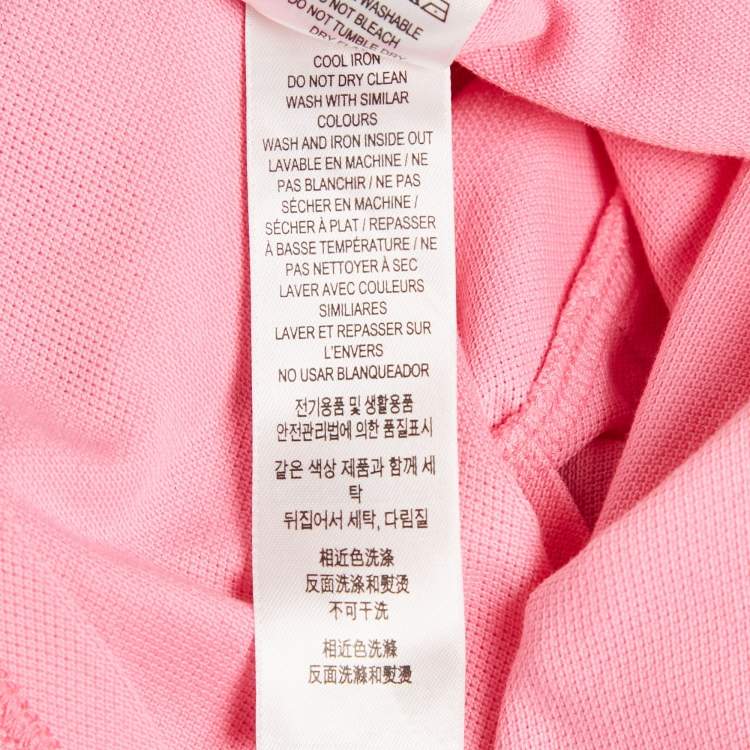 WASHABLE
DO NOT BLEACH
DO NOT TUMBLE DRY
COOL IRON
DO NOT DRY CLEAN
WASH WITH SIMILAR
COLOURS
WASH AND IRON INSIDE OUT
LAVABLE EN MACHINE / NE
PAS BLANCHIR / NE PAS
SÉCHER EN MACHINE /
SÉCHER À PLAT / REPASSER
À BASSE TEMPÉRATURE / NE
PAS NETTOYER À SEC
LAVER AVEC COULEURS
SIMILIARES
LAVER ET REPASSER SUR
L'ENVERS
NO USAR BLANQUEADOR
전기용품 및 생활용품
안전관리법에 의한 품질표시
같은 색상 제품과 함께 세
탁
뒤집어서 세탁, 다림질
相近色洗涤
反面洗涤和熨烫
不可干洗
相近色洗滌
反面洗滌和熨燙